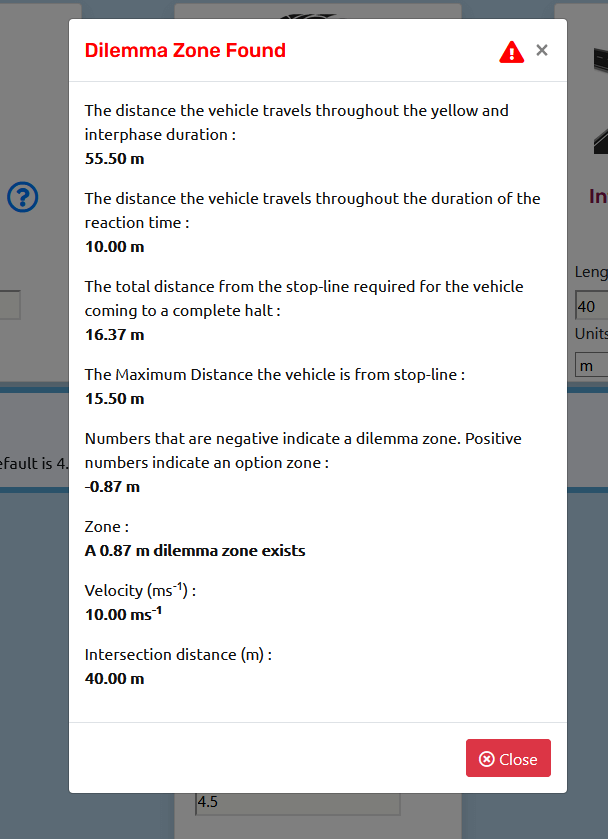 Dilemma Zone Found
The distance the vehicle travels throughout the yellow and
interphase duration :
55.50 m
The distance the vehicle travels throughout the duration of the
reaction time :
10.00 m
The total distance from the stop-line required for the vehicle
coming to a complete halt :
16.37 m
The Maximum Distance the vehicle is from stop-line :
15.50 m
Numbers that are negative indicate a dilemma zone. Positive
numbers indicate an option zone :
-0.87 m
Zone :
A 0.87 m dilemma zone exists
Velocity (ms⁻¹) :
10.00 ms⁻¹
Intersection distance (m) :
40.00 m
Close
In
Leng
40
Units
m
efault is 4.
4.5